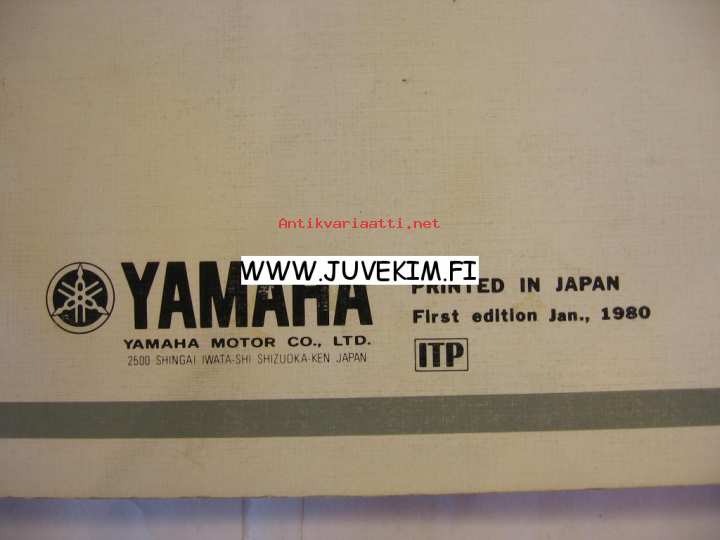 Antikvariaatti.net
WWW.JUVEKIM.FI
YAMAHA
YAMAHA MOTOR CO., LTD.
2500 SHINGAI IWATA-SHI SHIZUOKA-KEN JAPAN
PRINTED IN JAPAN
First edition Jan., 1980
ITP